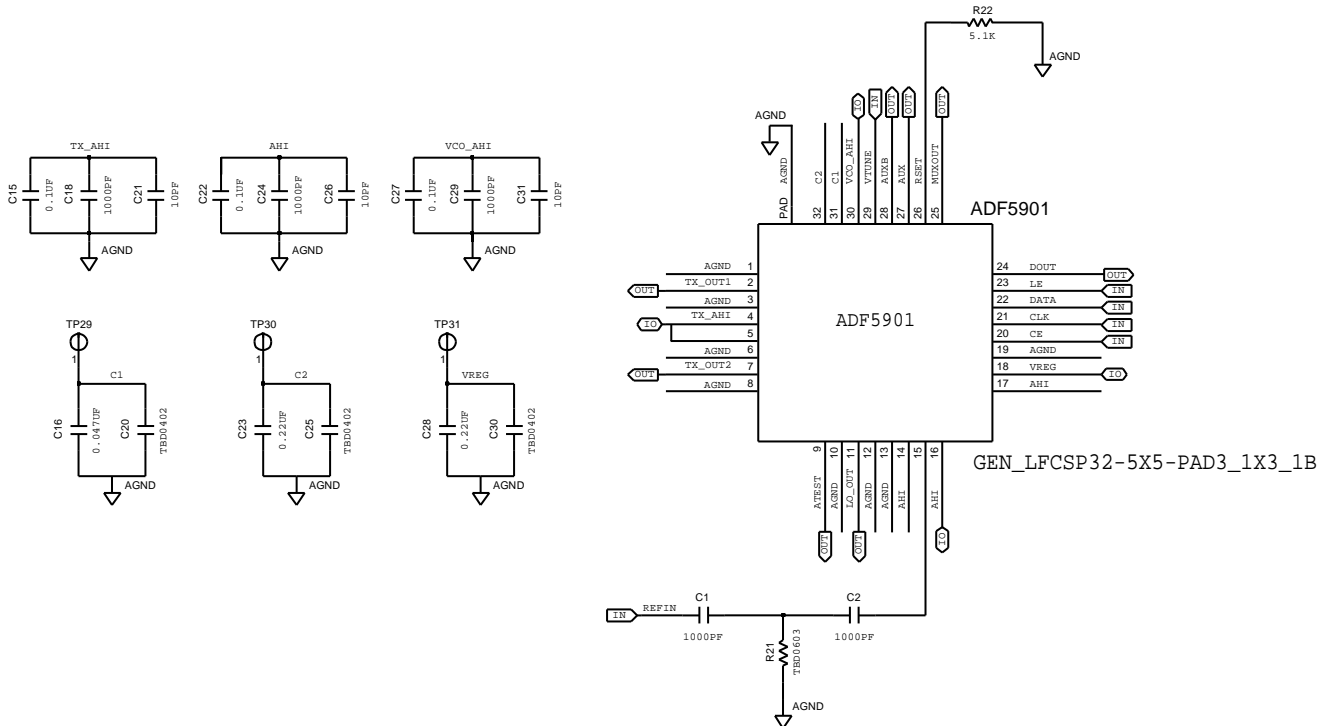 R22
5.1K
AGND
AGND
AGND
PAD
C2
32
C1
31
VCO_AHI
30
IO
VTUNE
29
IN
AUXB
28
OUT
AUX
27
OUT
RSET
26
MUXOUT
25
OUT
TX_AHI
C15
0.1UF
C18
1000PF
C21
10PF
AGND
AHI
C22
0.1UF
C24
1000PF
C26
10PF
AGND
VCO_AHI
C27
0.1UF
C29
1000PF
C31
10PF
AGND
ADF5901
AGND 1
OUT TX_OUT1 2
AGND 3
IO TX_AHI 4
5
AGND 6
OUT TX_OUT2 7
AGND 8
ADF5901
24 DOUT OUT
23 LE IN
22 DATA IN
21 CLK IN
20 CE IN
19 AGND
18 VREG IO
17 AHI
TP29
1
C1
C16
0.047UF
C20
TBD0402
AGND
TP30
1
C2
C23
0.22UF
C25
TBD0402
AGND
TP31
1
VREG
C28
0.22UF
C30
TBD0402
AGND
9
ATEST
OUT
10
AGND
11
LO_OUT
OUT
12
AGND
13
AGND
14
AHI
15
16
AHI
IO
GEN_LFCSP32-5X5-PAD3_1X3_1B
IN REFIN
C1
1000PF
C2
1000PF
R21
TBD0603
AGND